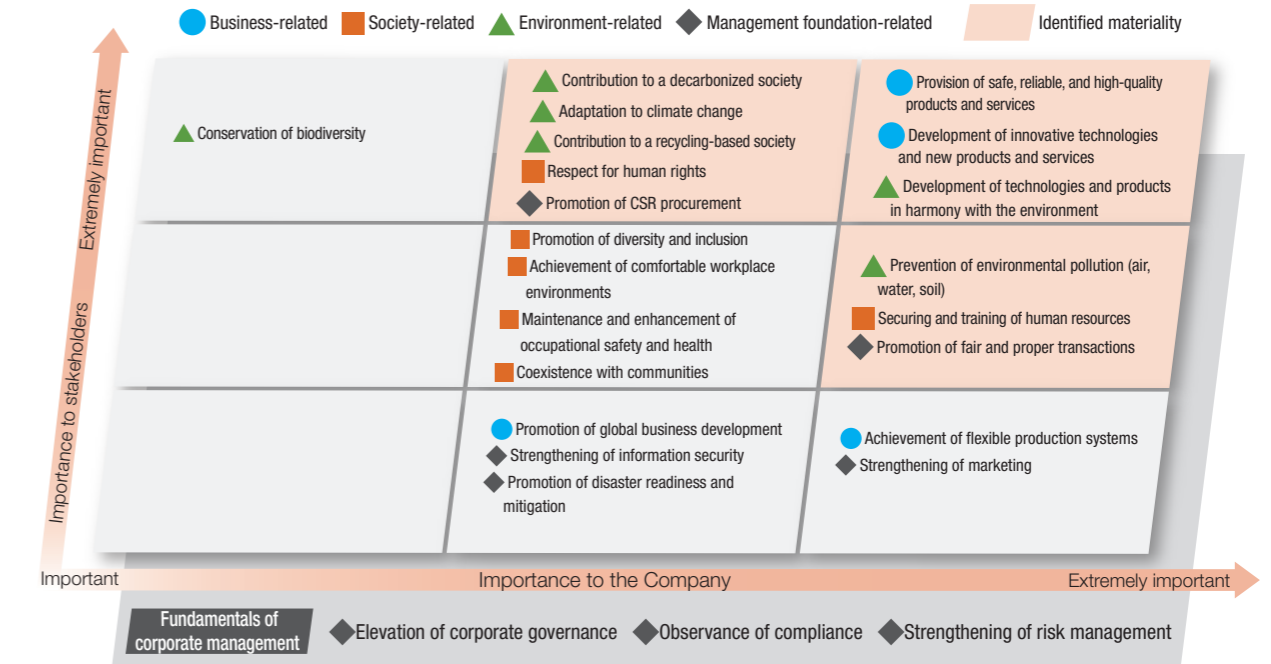 Business-related Society-related Environment-related Management foundation-related Identified materiality
Extremely important
Importance to stakeholders
Conservation of biodiversity
Contribution to a decarbonized society
Adaptation to climate change
Contribution to a recycling-based society
Respect for human rights
Promotion of CSR procurement
Provision of safe, reliable, and high-quality
products and services
Development of innovative technologies
and new products and services
Development of technologies and products
in harmony with the environment
Promotion of diversity and inclusion
Achievement of comfortable workplace
environments
Maintenance and enhancement of
occupational safety and health
Coexistence with communities
Prevention of environmental pollution (air,
water, soil)
Securing and training of human resources
Promotion of fair and proper transactions
Promotion of global business development
Strengthening of information security
Promotion of disaster readiness and
mitigation
Achievement of flexible production systems
Strengthening of marketing
Important Importance to the Company Extremely important
Fundamentals of
corporate management
Elevation of corporate governance Observance of compliance Strengthening of risk management